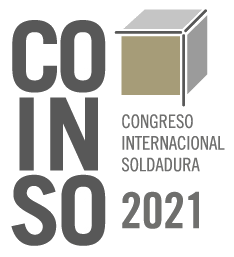 CO
IN
SO
CONGRESO
INTERNACIONAL
SOLDADURA
2021